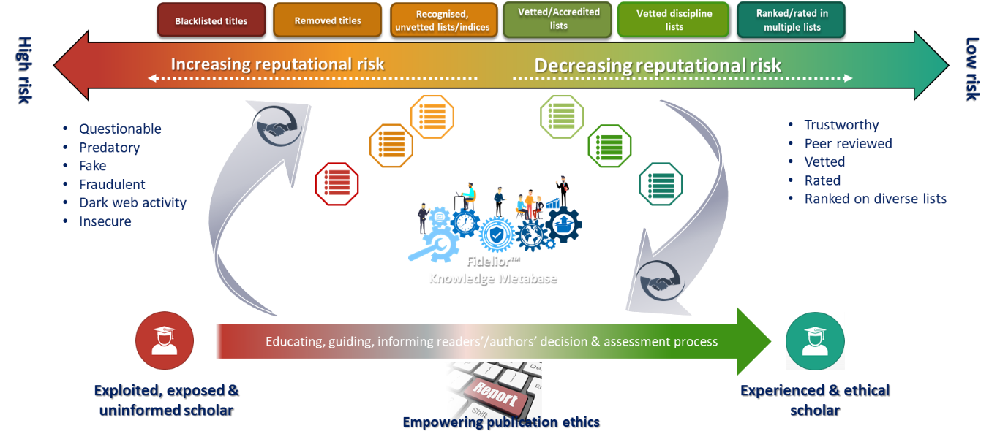 Blacklisted titles
Removed titles
Recognised,
unvetted lists/indices
Vetted/Accredited
lists
Vetted discipline
lists
Ranked/rated in
multiple lists
High risk
Increasing reputational risk
Decreasing reputational risk
Low risk
• Questionable
• Predatory
• Fake
• Fraudulent
• Dark web activity
• Insecure
• Trustworthy
• Peer reviewed
• Vetted
• Rated
• Ranked on diverse lists
Fidelior™
Knowledge Metabase
Educating, guiding, informing readers’/authors’ decision & assessment process
Exploited, exposed &
uninformed scholar
Report
Shift
Empowering publication ethics
Experienced & ethical
scholar